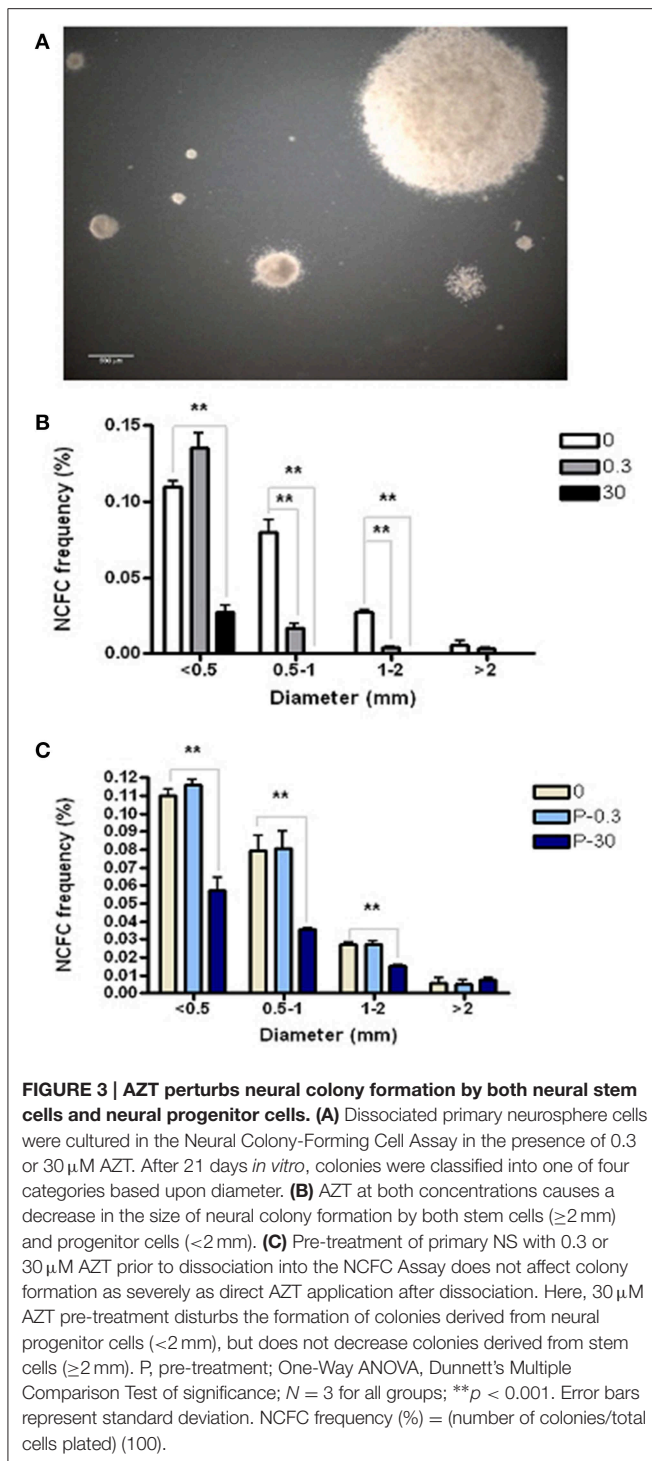 A
500 µm
B
NCFC frequency (%)
0.15
0.10
0.05
0.00
**
**
**
**
**
<0.5
0.5-1
1-2
>2
Diameter (mm)
0
0.3
30
C
NCFC frequency (%)
0.12
0.11
0.10
0.09
0.08
0.07
0.06
0.05
0.04
0.03
0.02
0.01
0.00
**
**
**
<0.5
0.5-1
1-2
>2
Diameter (mm)
0
P-0.3
P-30
FIGURE 3 | AZT perturbs neural colony formation by both neural stem
cells and neural progenitor cells. (A) Dissociated primary neurosphere cells
were cultured in the Neural Colony-Forming Cell Assay in the presence of 0.3
or 30 µM AZT. After 21 days in vitro, colonies were classified into one of four
categories based upon diameter. (B) AZT at both concentrations causes a
decrease in the size of neural colony formation by both stem cells (≥2 mm)
and progenitor cells (<2 mm). (C) Pre-treatment of primary NS with 0.3 or
30 µM AZT prior to dissociation into the NCFC Assay does not affect colony
formation as severely as direct AZT application after dissociation. Here, 30 µM
AZT pre-treatment disturbs the formation of colonies derived from neural
progenitor cells (<2 mm), but does not decrease colonies derived from stem
cells (≥2 mm). P, pre-treatment; One-Way ANOVA, Dunnett's Multiple
Comparison Test of significance; N = 3 for all groups; **p < 0.001. Error bars
represent standard deviation. NCFC frequency (%) = (number of colonies/total
cells plated) (100).